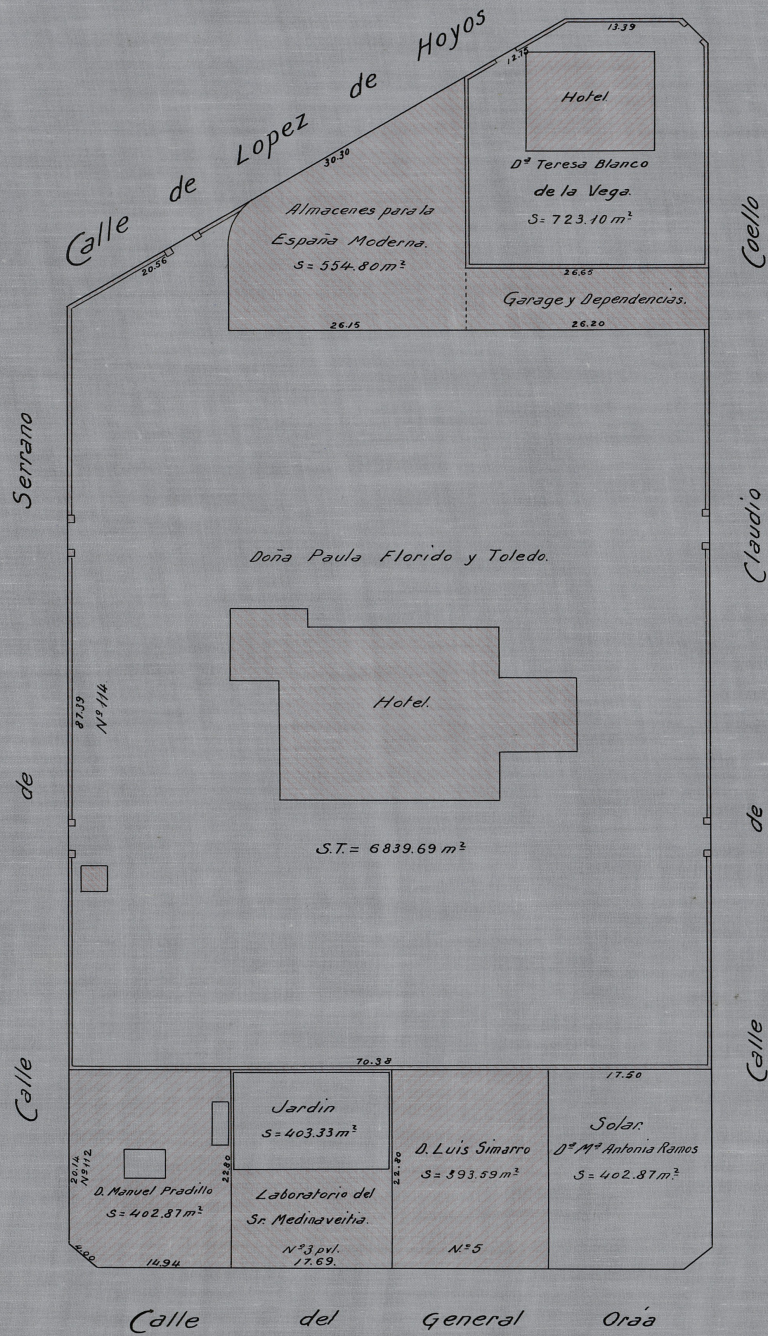 Calle de Lopez de Hoyos
13.39
12.75
Hotel
30.30
Dª Teresa Blanco
de la Vega.
S= 723.10 m²
Almacenes para la
España Moderna.
S= 554.80 m²
20.56
26.65
Garage y Dependencias.
26.15
26.20
Calle de Serrano
Calle de Claudio Coello
Doña Paula Florido y Toledo.
Hotel.
87.39
Nº 114
S.T.= 6839.69 m²
70.38
17.50
Jardin
S=403.33 m²
Solar.
Dª Mª Antonia Ramos
S= 402.87 m²
D. Luis Simarro
S= 393.59 m²
20.14
Nº 112
22.80
22.80
D. Manuel Pradillo
S= 402.87 m²
Laboratorio del
Sr. Medinaveitia.
Nº 3 pvl.
17.69.
N.º 5
4.00
14.94
Calle del General Oráa